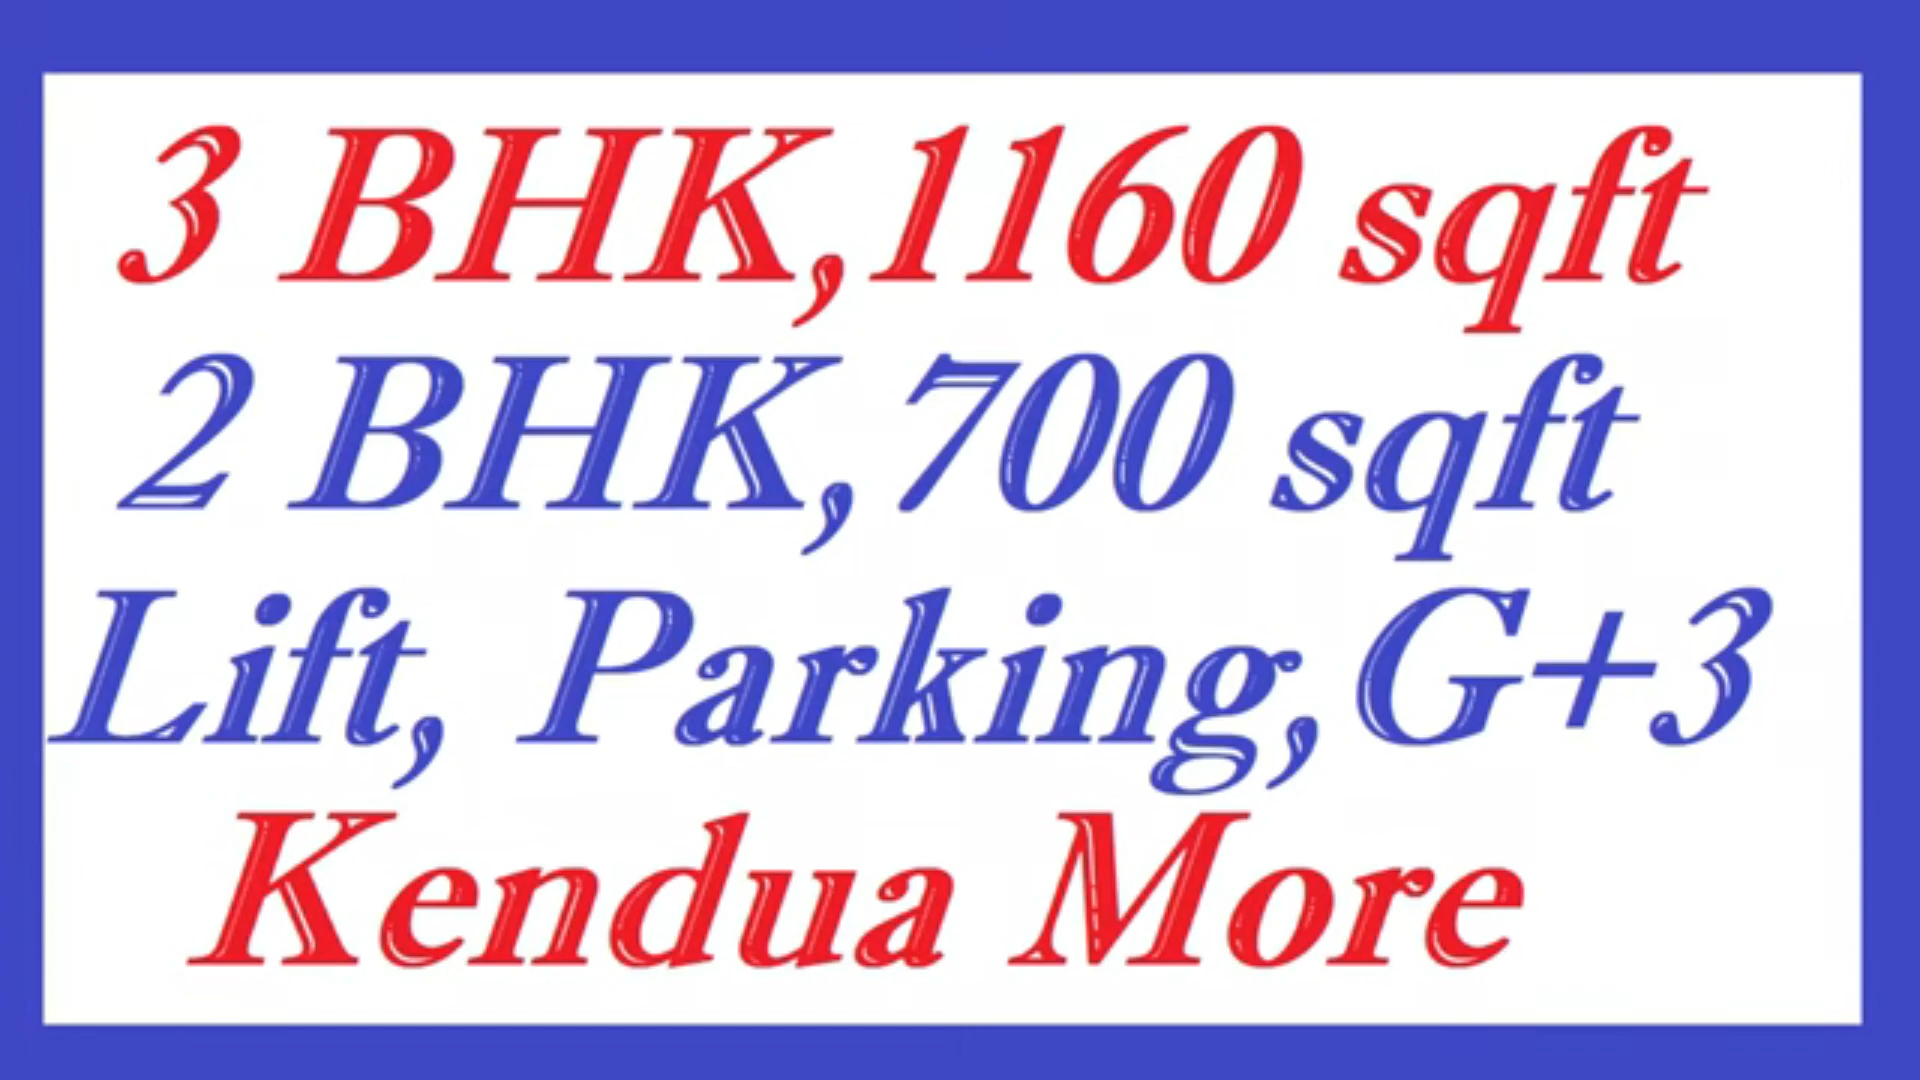 3 BHK,1160 sqft
2 BHK,700 sqft
Lift, Parking,G+3
Kendua More